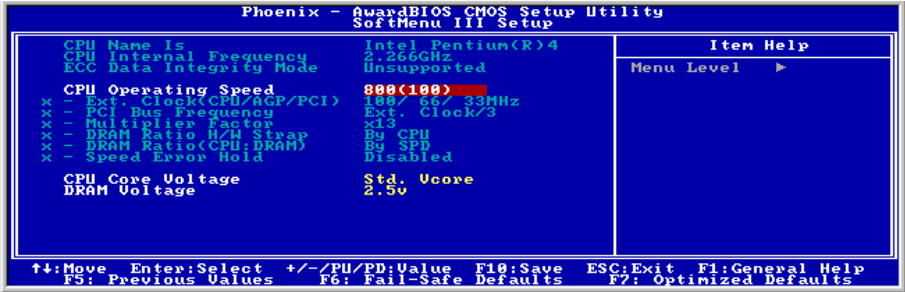 Phoenix - AwardBIOS CMOS Setup Utility
SoftMenu III Setup
CPU Name Is Intel Pentium(R)4
CPU Internal Frequency 2.266GHz
ECC Data Integrity Mode Unsupported
CPU Operating Speed 800(100)
x - Ext. Clock(CPU/AGP/PCI) 100/ 66/ 33MHz
x - PCI Bus Frequency Ext. Clock/3
x - Multiplier Factor x13
x - DRAM Ratio H/W Strap By CPU
x - DRAM Ratio(CPU:DRAM) By SPD
x - Speed Error Hold Disabled
CPU Core Voltage Std. Vcore
DRAM Voltage 2.5v
Item Help
Menu Level ►
↑↓:Move Enter:Select +/-/PU/PD:Value F10:Save ESC:Exit F1:General Help
F5: Previous Values F6: Fail-Safe Defaults F7: Optimized Defaults